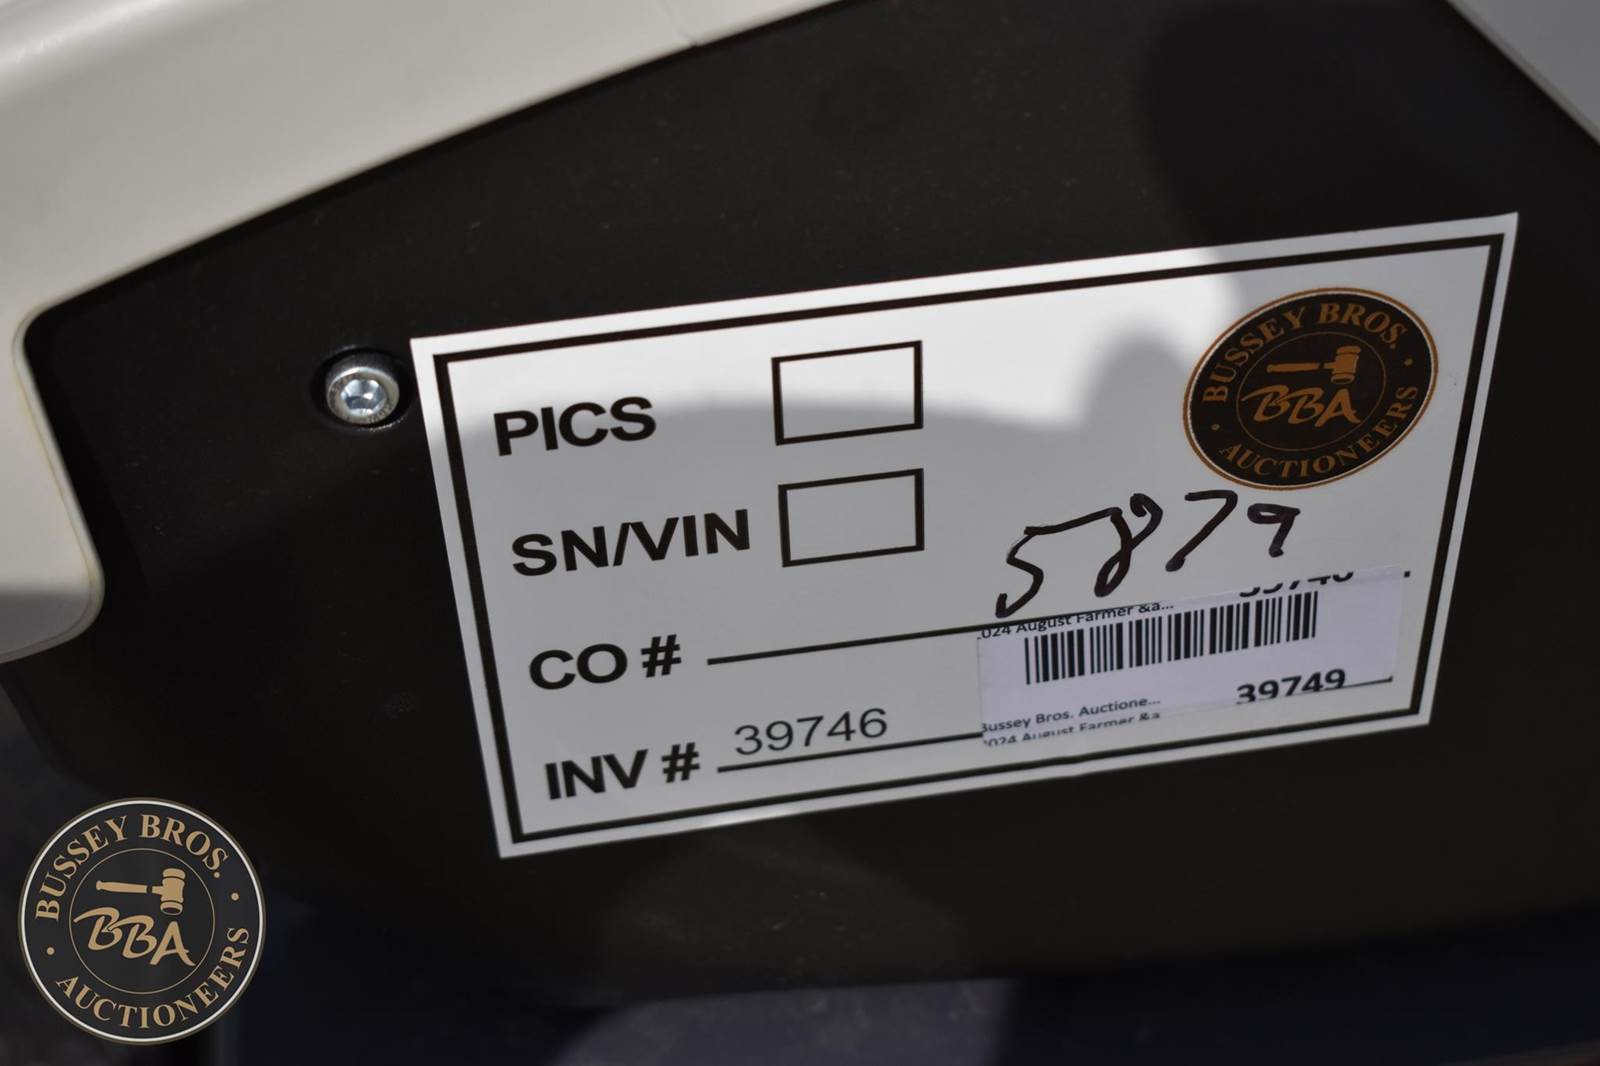 PICS
BUSSEY BROS.
BBA
AUCTIONEERS
SN/VIN
5879
CO #
39746
2024 August Farmer &a...
INV # 39746
39749
Bussey Bros. Auctione...
2024 August Farmer &a
BUSSEY BROS.
BBA
AUCTIONEERS